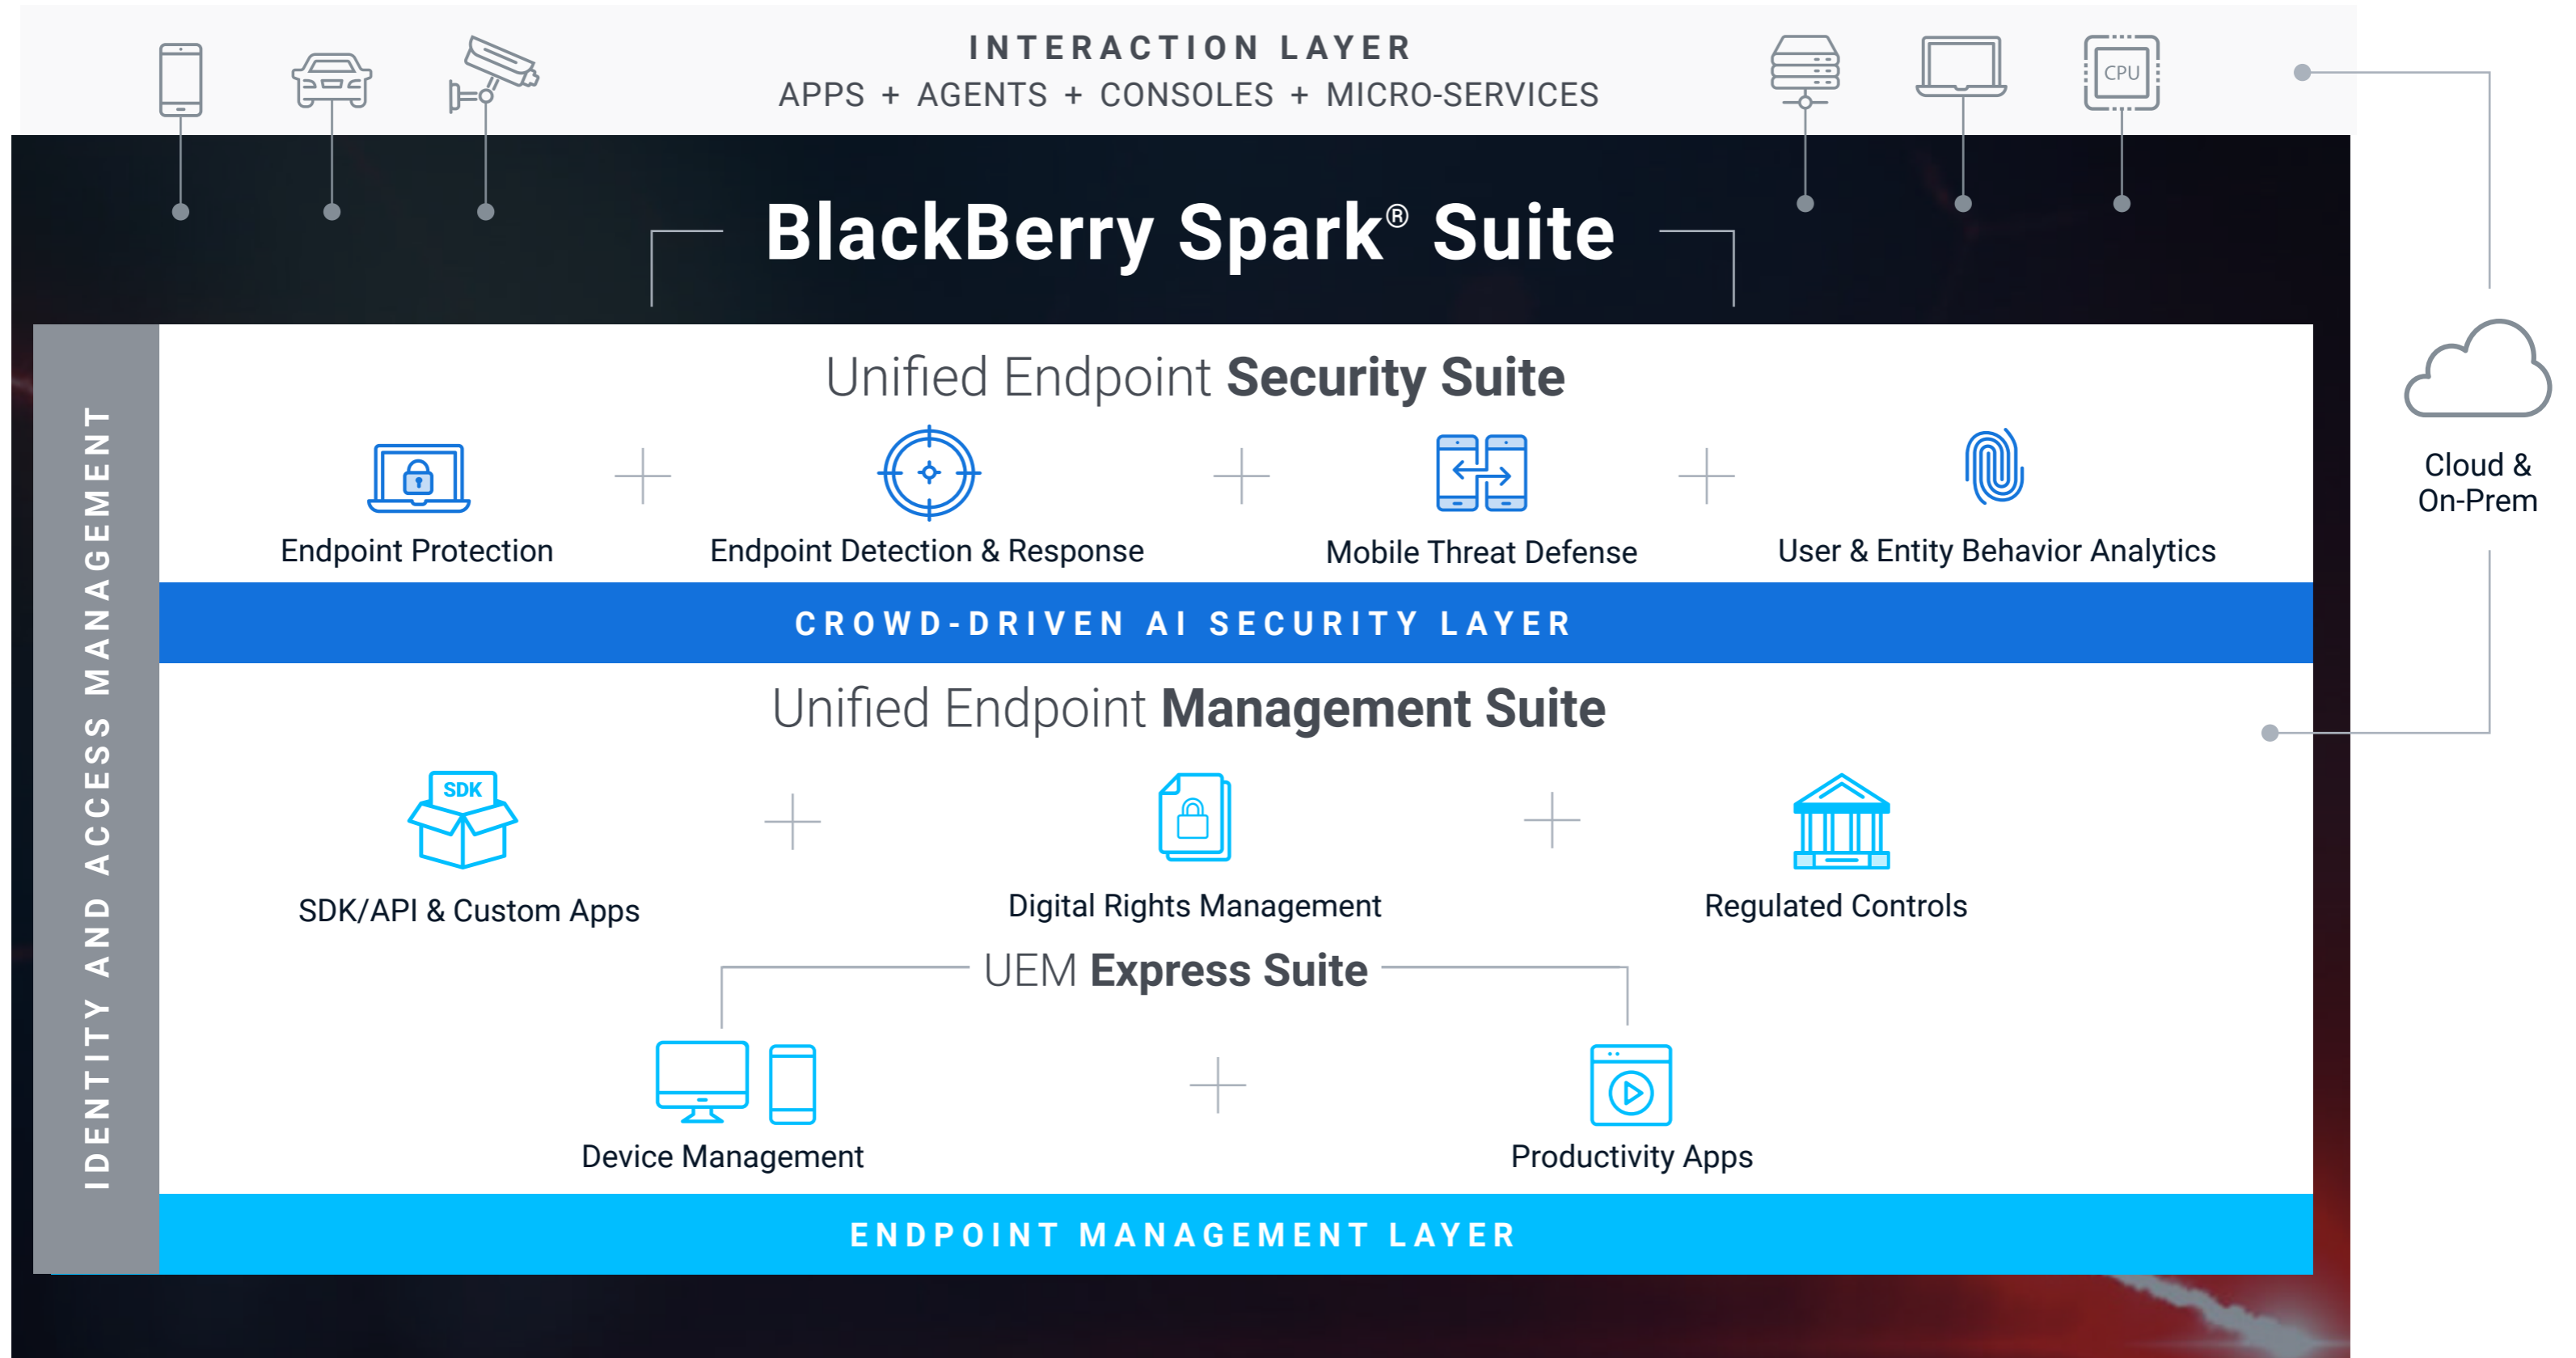 INTERACTION LAYER
APPS + AGENTS + CONSOLES + MICRO-SERVICES
CPU
BlackBerry Spark® Suite
IDENTITY AND ACCESS MANAGEMENT
Unified Endpoint Security Suite
Endpoint Protection
Endpoint Detection & Response
Mobile Threat Defense
User & Entity Behavior Analytics
Cloud &
On-Prem
CROWD-DRIVEN AI SECURITY LAYER
Unified Endpoint Management Suite
SDK
SDK/API & Custom Apps
Digital Rights Management
Regulated Controls
UEM Express Suite
Device Management
Productivity Apps
ENDPOINT MANAGEMENT LAYER